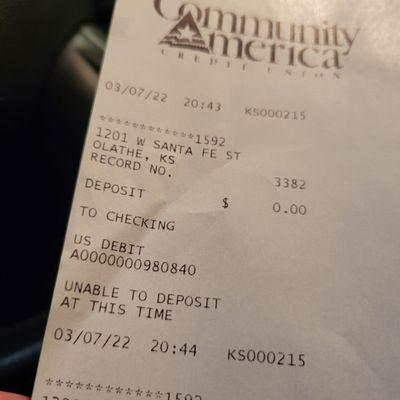 Community
America
CREDIT UNION
03/07/22 20:43 KS000215
************1592
1201 W SANTA FE ST
OLATHE, KS
RECORD NO. 3382
DEPOSIT $ 0.00
TO CHECKING
US DEBIT
A0000000980840
UNABLE TO DEPOSIT
AT THIS TIME
03/07/22 20:44 KS000215
************1592